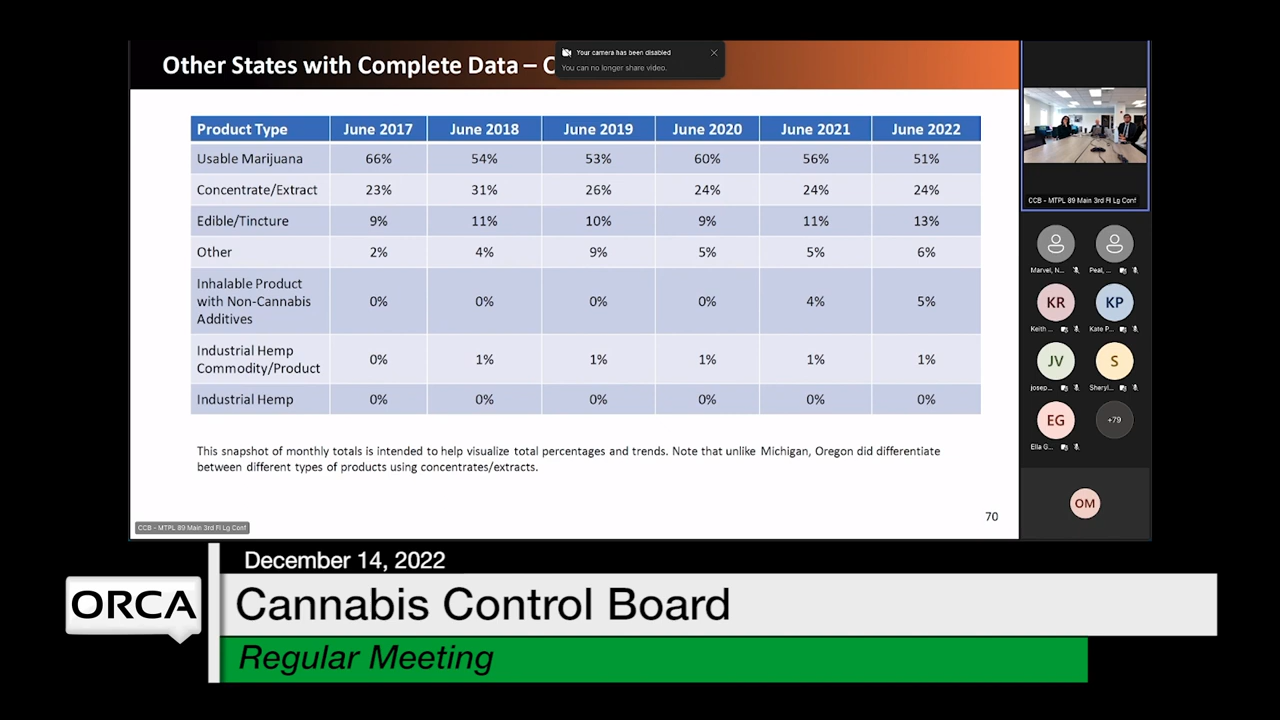 Other States with Complete Data – C
Your camera has been disabled
You can no longer share video.
Product Type June 2017 June 2018 June 2019 June 2020 June 2021 June 2022
Usable Marijuana 66% 54% 53% 60% 56% 51%
Concentrate/Extract 23% 31% 26% 24% 24% 24%
Edible/Tincture 9% 11% 10% 9% 11% 13%
Other 2% 4% 9% 5% 5% 6%
Inhalable Product
with Non-Cannabis 0% 0% 0% 0% 4% 5%
Additives
Industrial Hemp
Commodity/Product 0% 1% 1% 1% 1% 1%
Industrial Hemp 0% 0% 0% 0% 0% 0%
This snapshot of monthly totals is intended to help visualize total percentages and trends. Note that unlike Michigan, Oregon did differentiate
between different types of products using concentrates/extracts.
70
CCB - MTPL 89 Main 3rd Fl Lg Conf
CCB - MTPL 89 Main 3rd Fl Lg Conf
Marvel, N... Peal, ...
KR KP
Keith ... Kate P...
JV S
josep... Sheryl...
EG +79
Ella G...
OM
December 14, 2022
ORCA
Cannabis Control Board
Regular Meeting